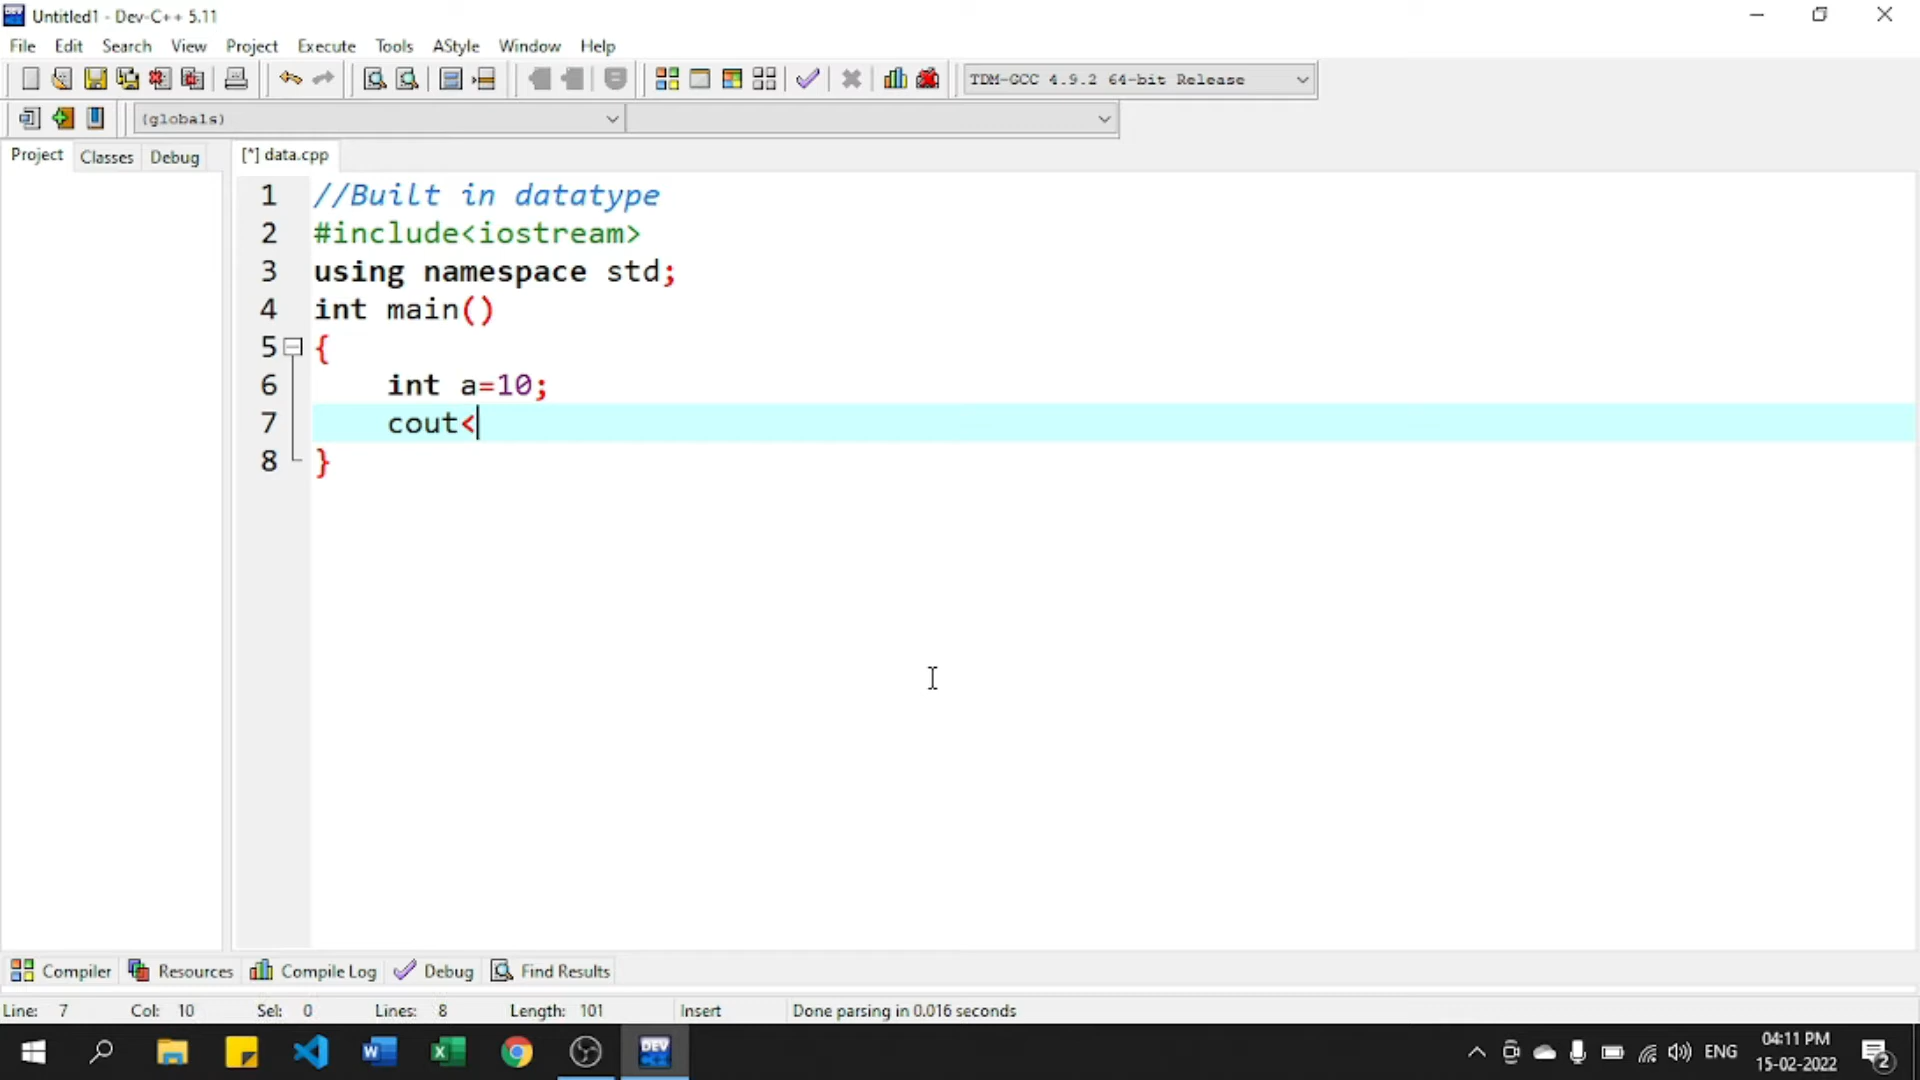 Untitled1 - Dev-C++ 5.11
File Edit Search View Project Execute Tools AStyle Window Help
TDM-GCC 4.9.2 64-bit Release
(globals)
Project Classes Debug [*] data.cpp
1 //Built in datatype
2 #include<iostream>
3 using namespace std;
4 int main()
5 {
6 int a=10;
7 cout<
8 }
Compiler Resources Compile Log Debug Find Results
Line: 7 Col: 10 Sel: 0 Lines: 8 Length: 101 Insert Done parsing in 0.016 seconds
DEV
ENG
04:11 PM
15-02-2022
2